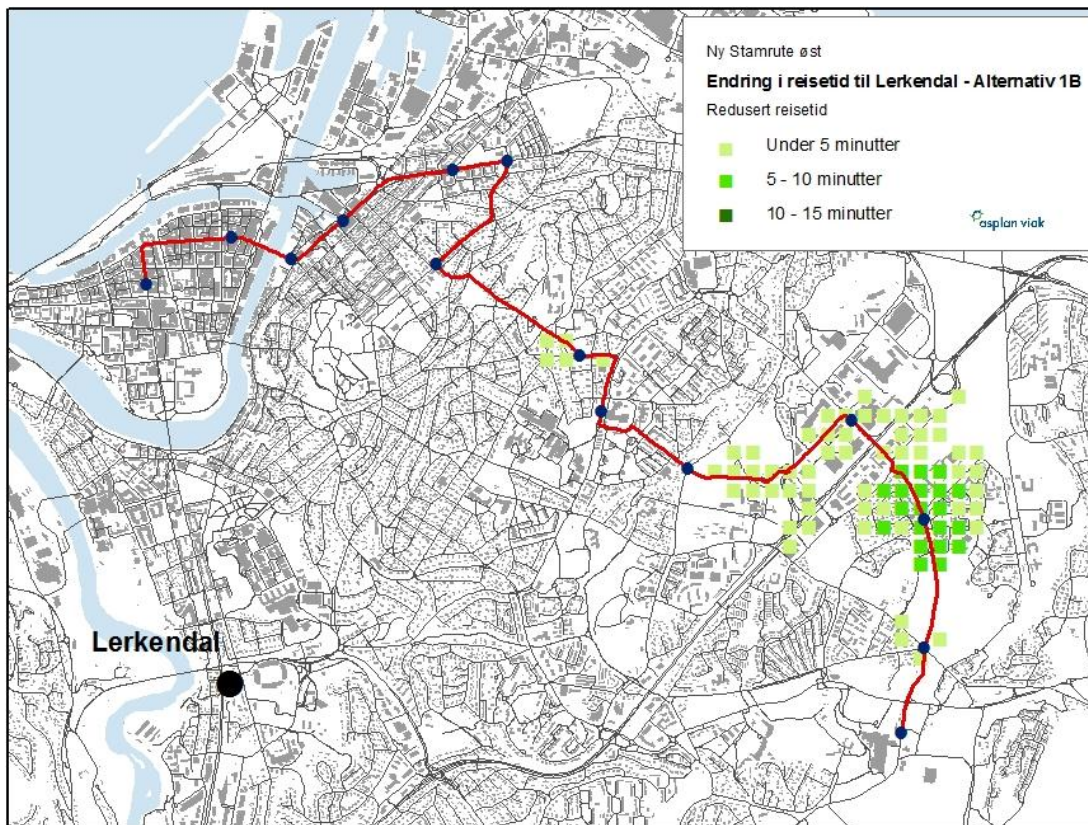 Ny Stamrute øst
Endring i reisetid til Lerkendal - Alternativ 1B
Redusert reisetid
Under 5 minutter
5 - 10 minutter
10 - 15 minutter
asplan viak
Lerkendal